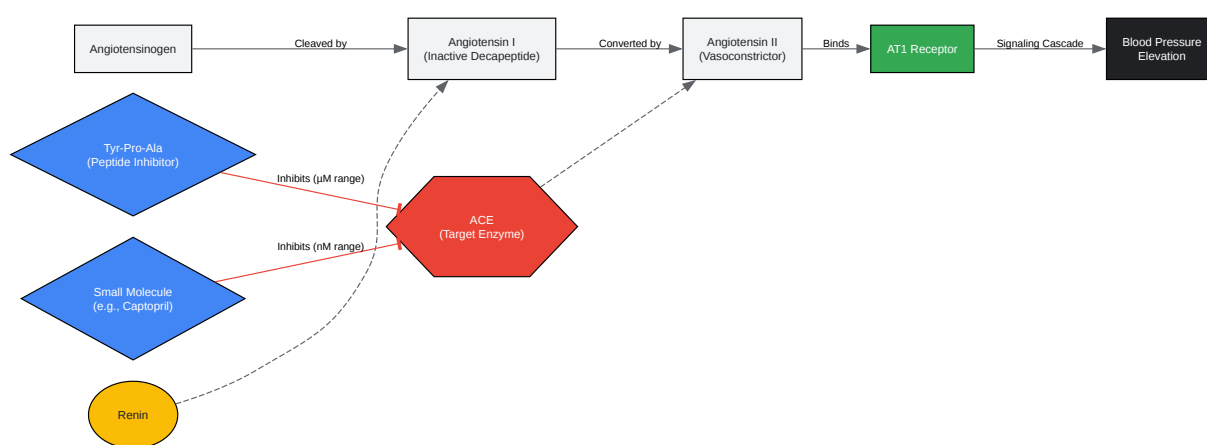 Angiotensinogen
Cleaved by
Angiotensin I
(Inactive Decapeptide)
Converted by
Angiotensin II
(Vasoconstrictor)
Binds
AT1 Receptor
Signaling Cascade
Blood Pressure
Elevation
Tyr-Pro-Ala
(Peptide Inhibitor)
Inhibits (µM range)
ACE
(Target Enzyme)
Inhibits (nM range)
Small Molecule
(e.g., Captopril)
Renin